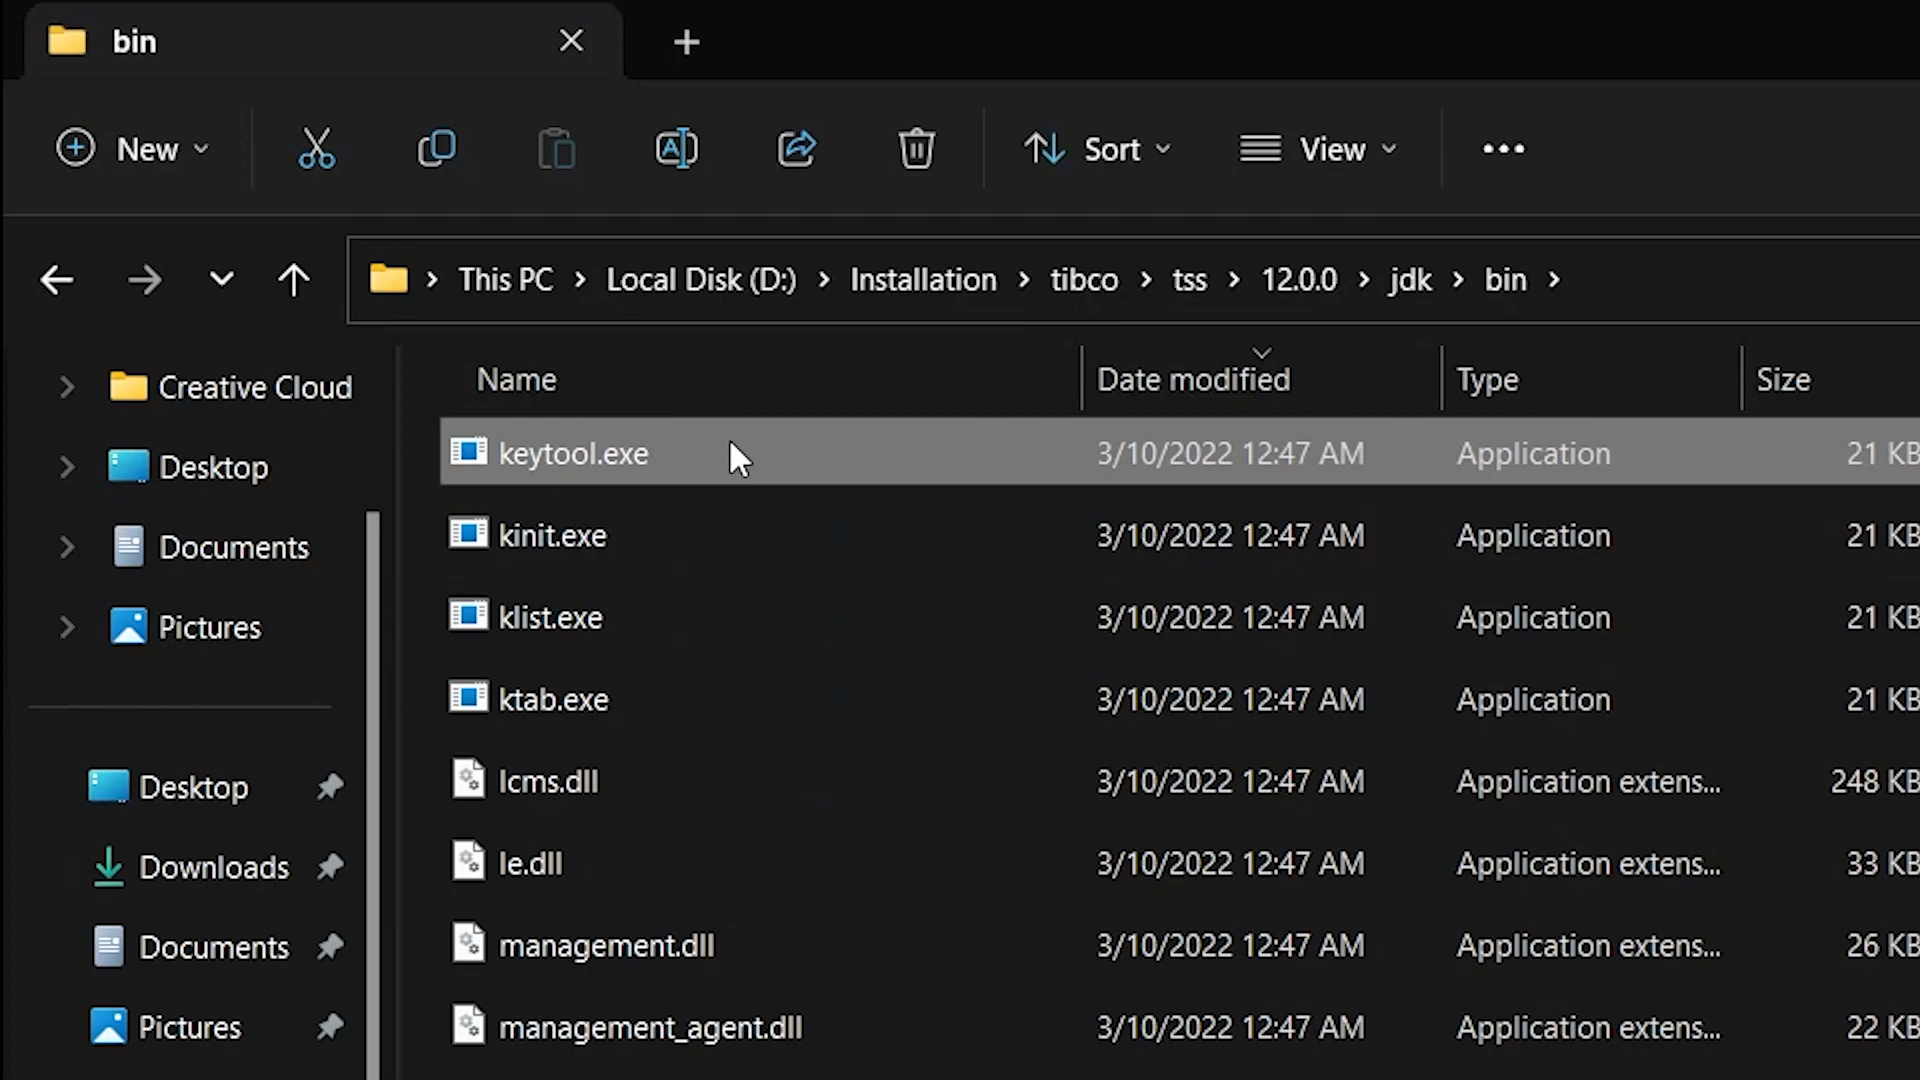 bin
New
Sort
View
This PC > Local Disk (D:) > Installation > tibco > tss > 12.0.0 > jdk > bin >
Name Date modified Type Size
keytool.exe 3/10/2022 12:47 AM Application 21 KB
kinit.exe 3/10/2022 12:47 AM Application 21 KB
klist.exe 3/10/2022 12:47 AM Application 21 KB
ktab.exe 3/10/2022 12:47 AM Application 21 KB
lcms.dll 3/10/2022 12:47 AM Application extens... 248 KB
le.dll 3/10/2022 12:47 AM Application extens... 33 KB
management.dll 3/10/2022 12:47 AM Application extens... 26 KB
management_agent.dll 3/10/2022 12:47 AM Application extens... 22 KB
Creative Cloud
Desktop
Documents
Pictures
Desktop
Downloads
Documents
Pictures